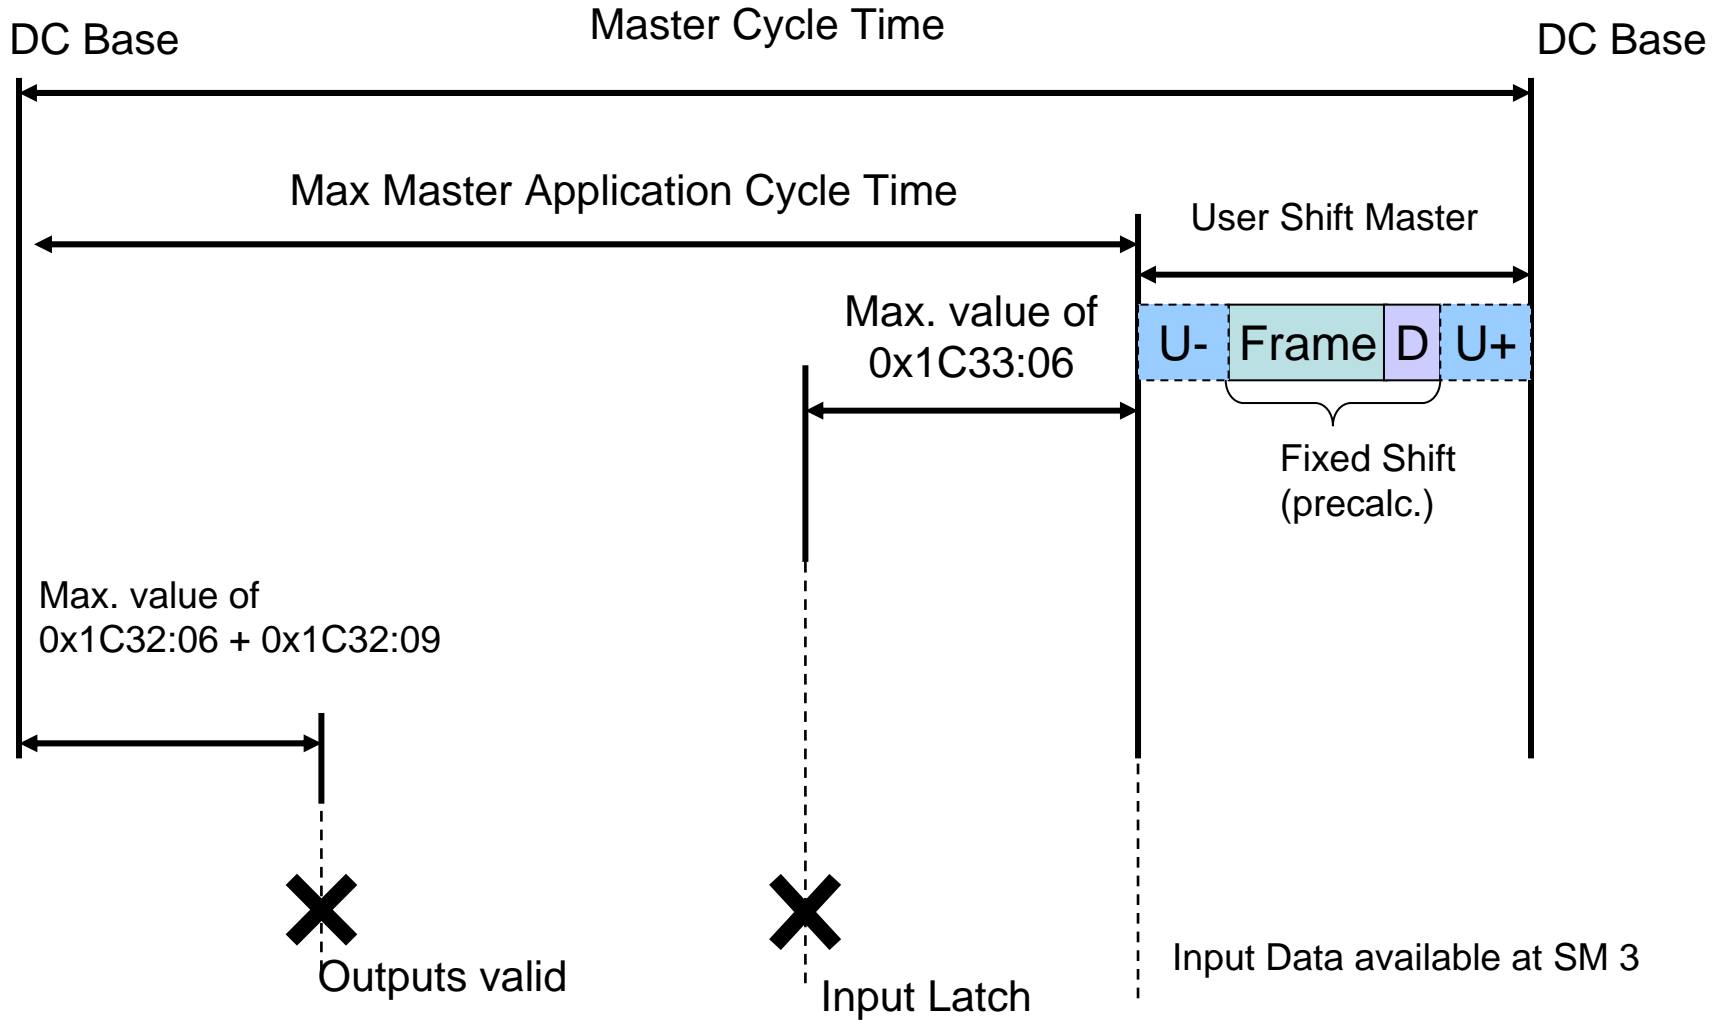 Master Cycle Time
DC Base
DC Base
Max Master Application Cycle Time
User Shift Master
Max. value of
0x1C33:06
U-
Frame
D
U+
Fixed Shift
(precalc.)
Max. value of
0x1C32:06 + 0x1C32:09
Outputs valid
Input Latch
Input Data available at SM 3